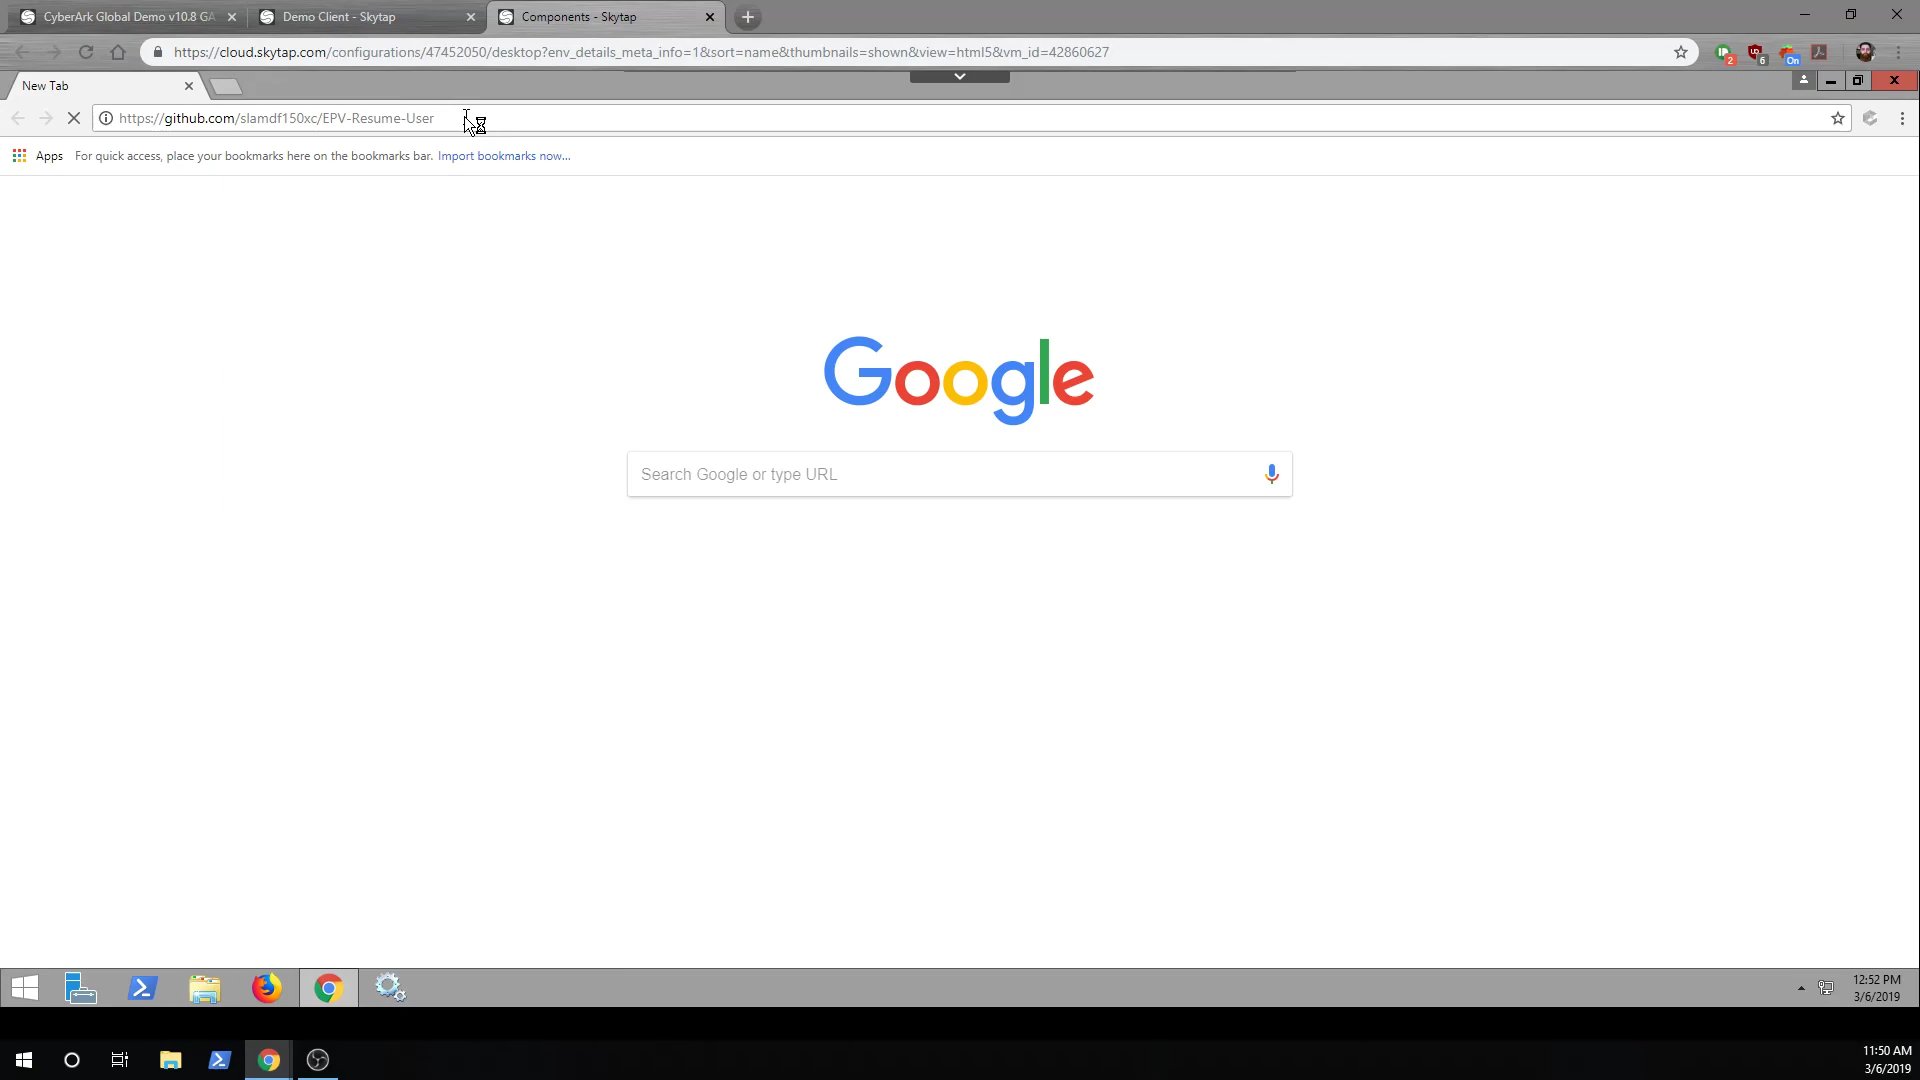 CyberArk Global Demo v10.8 GA
Demo Client - Skytap
Components - Skytap
https://cloud.skytap.com/configurations/47452050/desktop?env_details_meta_info=1&sort=name&thumbnails=shown&view=html5&vm_id=42860627
2
6
On
New Tab
https://github.com/slamdf150xc/EPV-Resume-User
Apps
For quick access, place your bookmarks here on the bookmarks bar. Import bookmarks now...
Google
Search Google or type URL
12:52 PM
3/6/2019
11:50 AM
3/6/2019